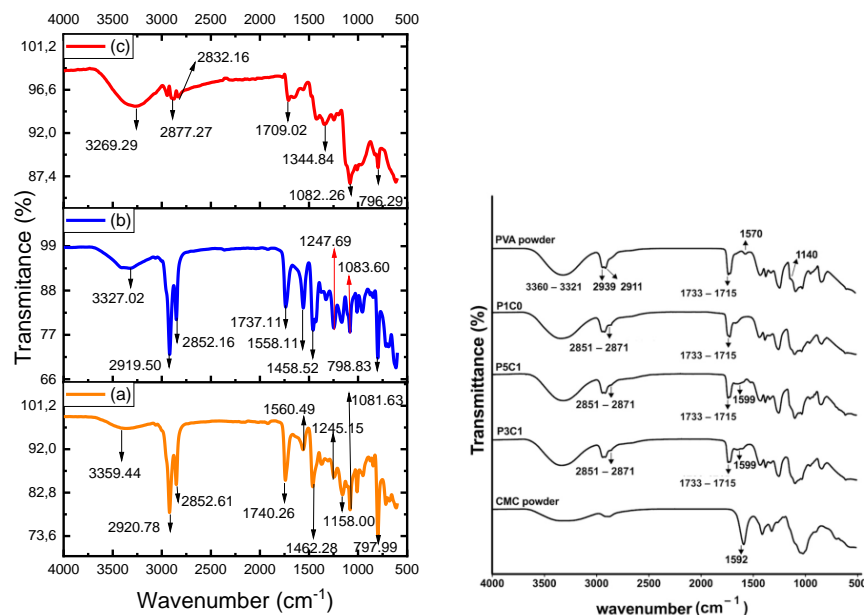 4000 3500 3000 2500 2000 1500 1000 500
101,2
96,6
92,0
87,4
(c)
2832.16
3269.29
2877.27
1709.02
1344.84
1082..26
796.29
99
88
77
66
(b)
1247.69
1083.60
3327.02
2919.50
2852.16
1737.11
1558.11
1458.52
798.83
101,2
92,0
82,8
73,6
(a)
1081.63
1560.49
1245.15
3359.44
2920.78
2852.61
1740.26
1462.28
1158.00
797.99
4000 3500 3000 2500 2000 1500 1000 500
Transmitance (%)
Wavenumber (cm-1)
PVA powder
1570
1140
3360 – 3321
2939
2911
1733 – 1715
P1C0
2851 – 2871
1733 – 1715
P5C1
2851 – 2871
1733 – 1715
1599
P3C1
2851 – 2871
1733 – 1715
1599
CMC powder
1592
4000 3500 3000 2500 2000 1500 1000 500
Transmittance (%)
wavenumber (cm-1)